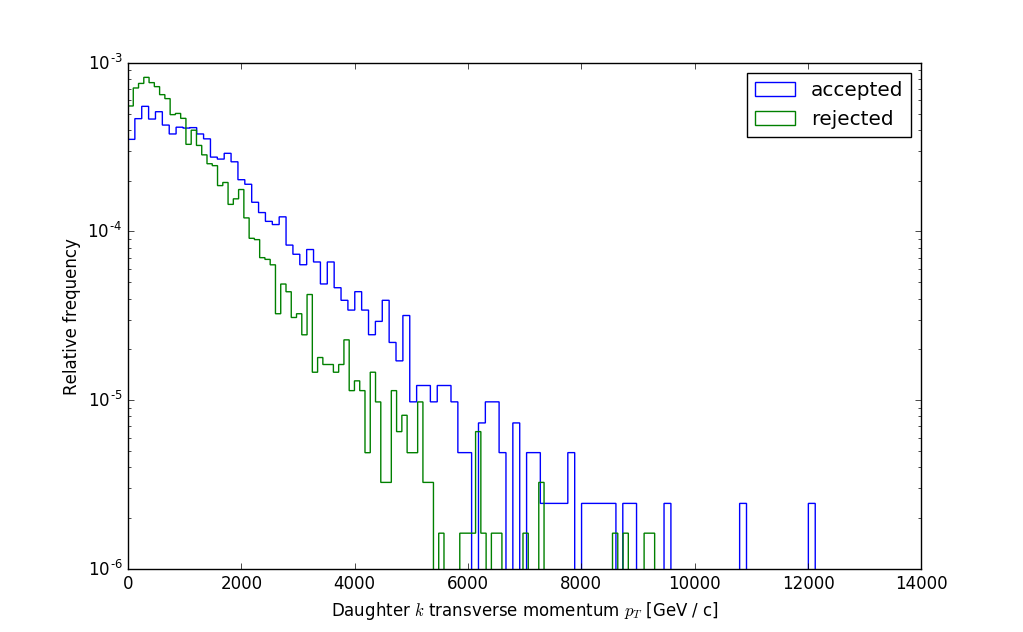 accepted
rejected
10^-3
10^-4
10^-5
10^-6
Relative frequency
0 2000 4000 6000 8000 10000 12000 14000
Daughter k transverse momentum p_T [GeV / c]